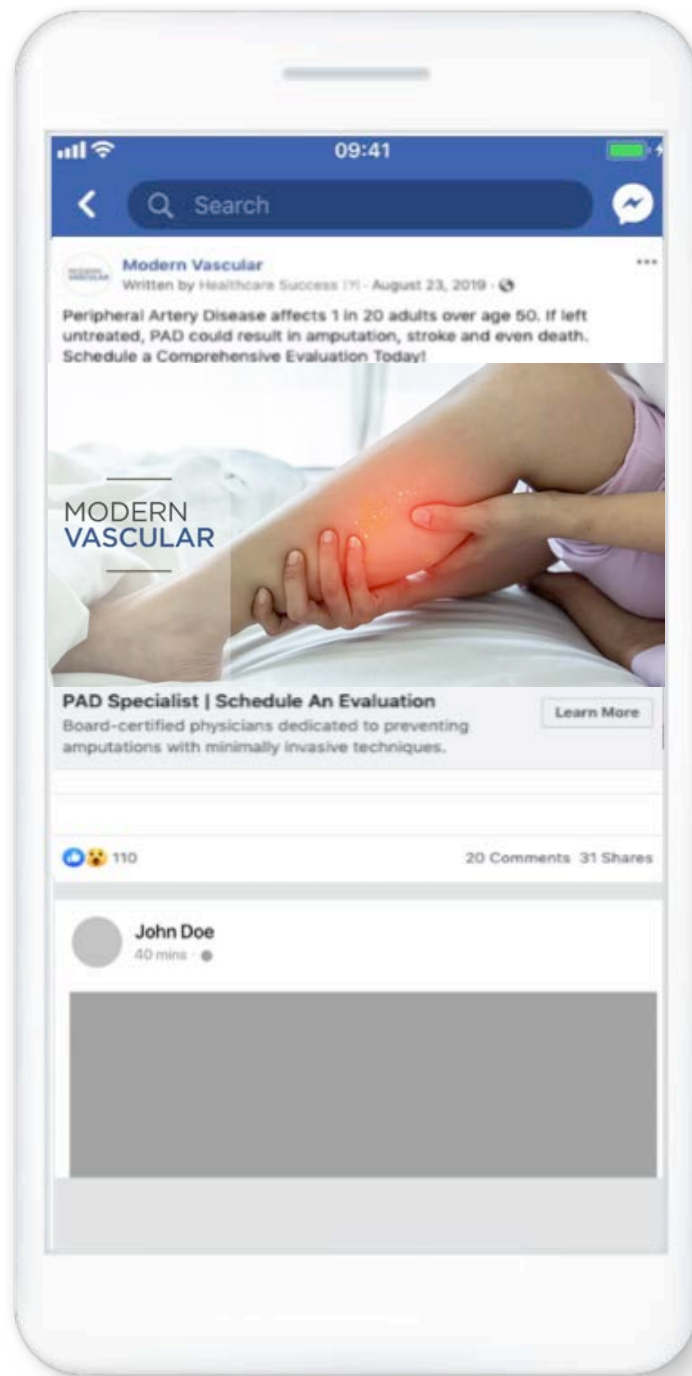 09:41
Search
Modern Vascular
Written by Healthcare Success [?] · August 23, 2019 ·
Peripheral Artery Disease affects 1 in 20 adults over age 50. If left
untreated, PAD could result in amputation, stroke and even death.
Schedule a Comprehensive Evaluation Today!
MODERN
VASCULAR
PAD Specialist | Schedule An Evaluation
Learn More
Board-certified physicians dedicated to preventing
amputations with minimally invasive techniques.
110
20 Comments 31 Shares
John Doe
40 mins ·